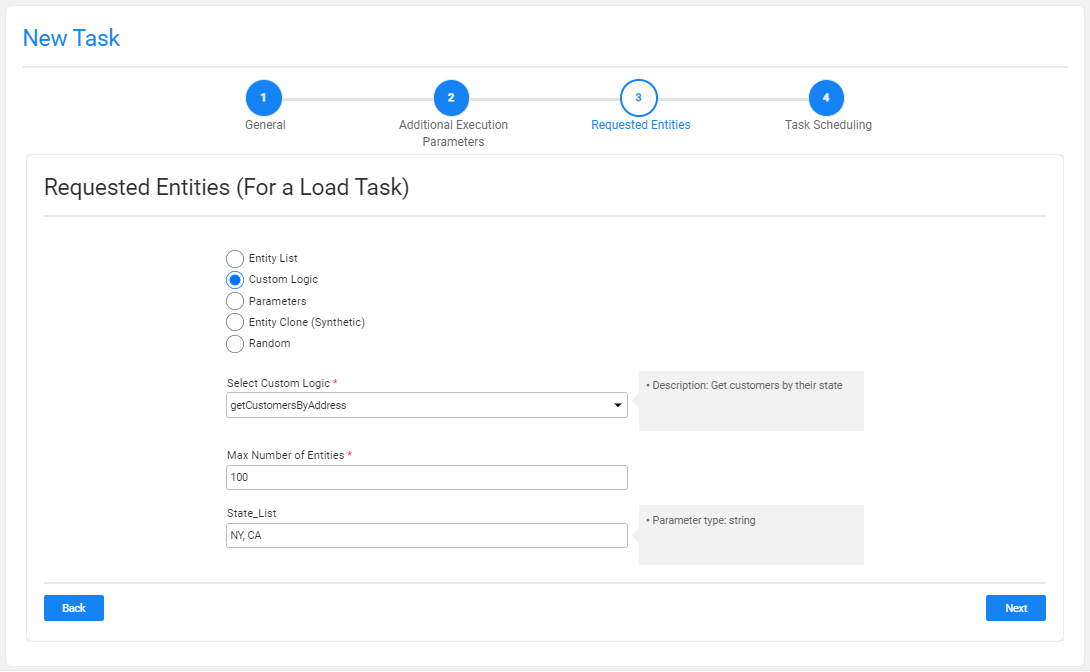 New Task
1
2
3
4
General
Additional Execution
Parameters
Requested Entities
Task Scheduling
Requested Entities (For a Load Task)
Entity List
Custom Logic
Parameters
Entity Clone (Synthetic)
Random
Select Custom Logic *
getCustomersByAddress
• Description: Get customers by their state
Max Number of Entities *
100
State_List
NY, CA
• Parameter type: string
Back
Next